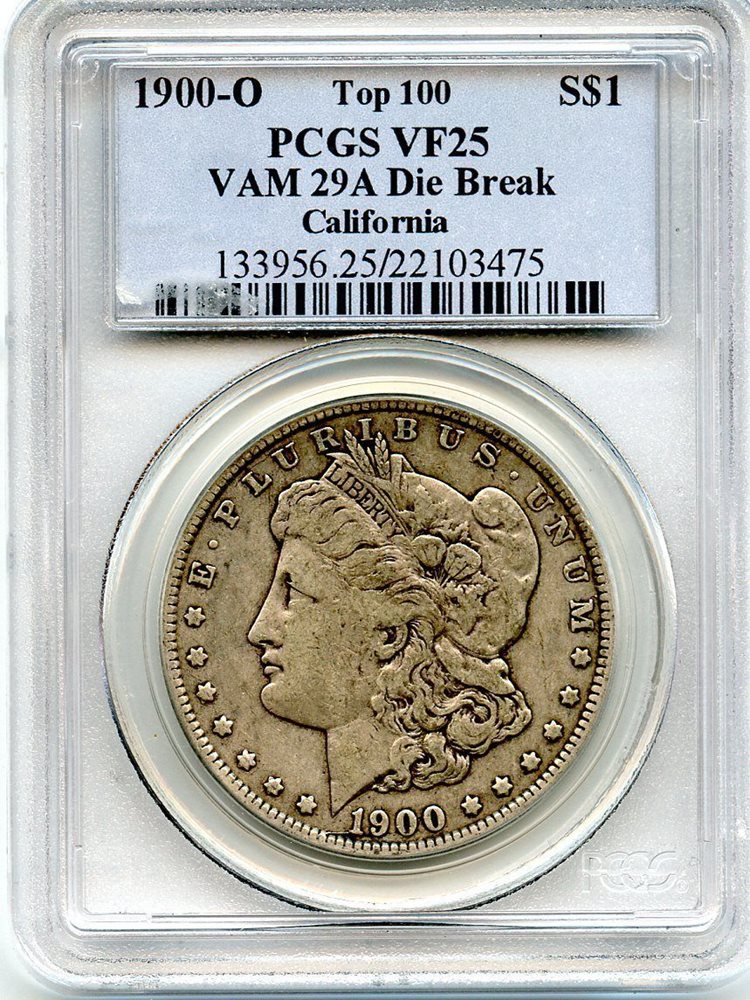 1900-O Top 100 S$1
PCGS VF25
VAM 29A Die Break
California
133956.25/22103475
E · PLURIBUS · UNUM
LIBERTY
1900
PCGS